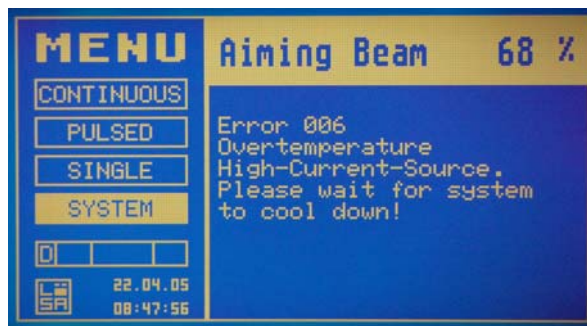 MENU
CONTINUOUS
PULSED
SINGLE
SYSTEM
D
LÏSA
22.04.05
08:47:56
Aiming Beam 68 %
Error 006
Overtemperature
High-Current-Source.
Please wait for system
to cool down!